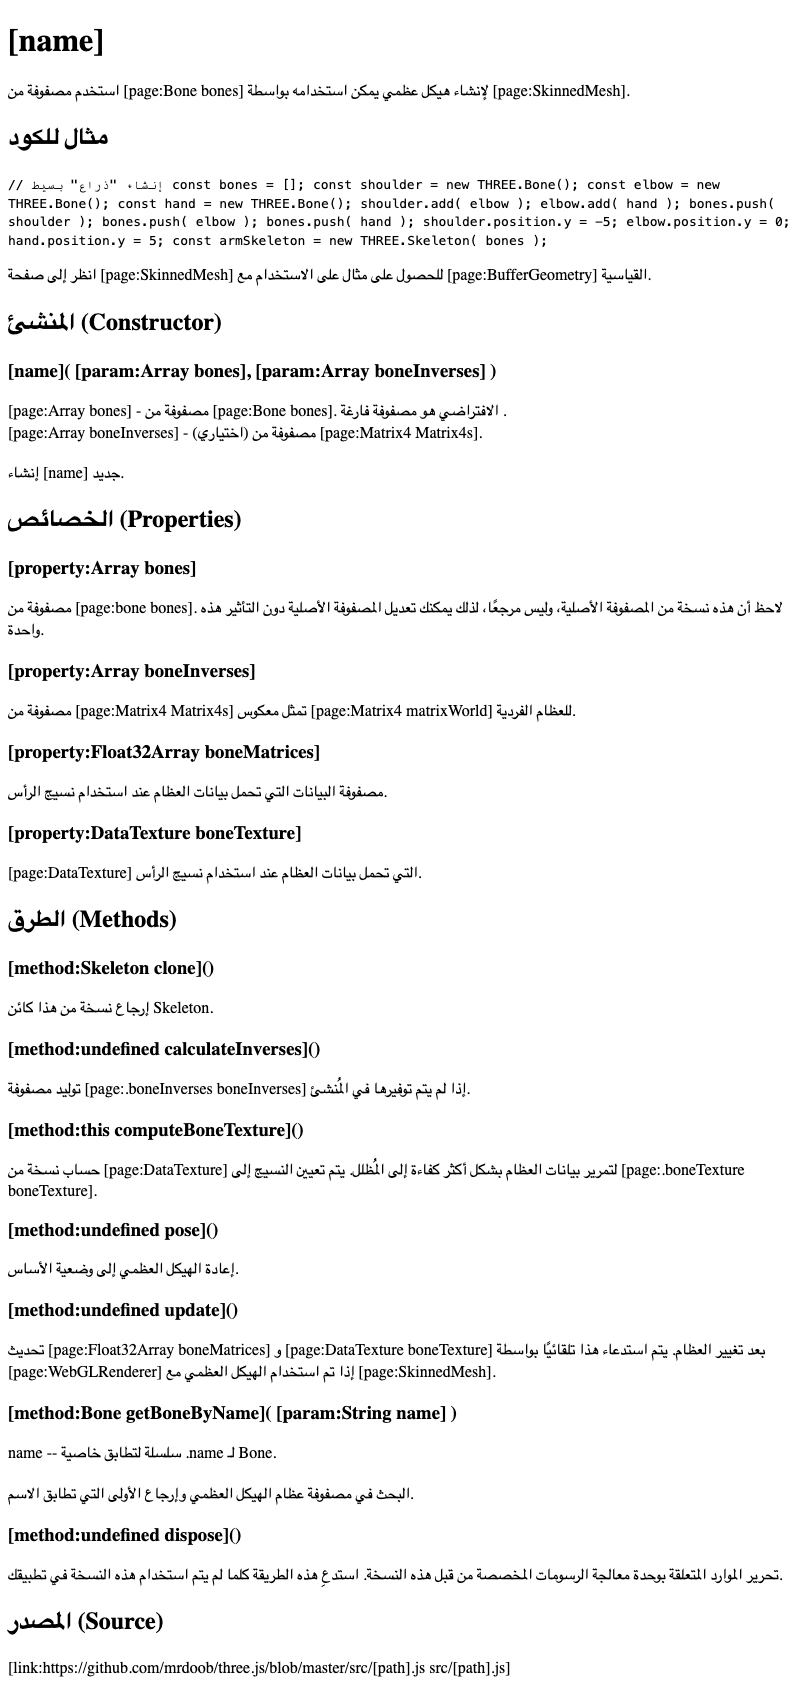 [name]
استخدم مصفوفة من [page:Bone bones] لإنشاء هيكل عظمي يمكن استخدامه بواسطة [page:SkinnedMesh].
مثال للكود
// إنشاء "ذراع" بسيط const bones = []; const shoulder = new THREE.Bone(); const elbow = new
THREE.Bone(); const hand = new THREE.Bone(); shoulder.add( elbow ); elbow.add( hand ); bones.push(
shoulder ); bones.push( elbow ); bones.push( hand ); shoulder.position.y = -5; elbow.position.y = 0;
hand.position.y = 5; const armSkeleton = new THREE.Skeleton( bones );
انظر إلى صفحة [page:SkinnedMesh] للحصول على مثال على الاستخدام مع [page:BufferGeometry] القياسية.
المنشئ (Constructor)
[name]( [param:Array bones], [param:Array boneInverses] )
[page:Array bones] - مصفوفة من [page:Bone bones]. الافتراضي هو مصفوفة فارغة .
[page:Array boneInverses] - (اختياري) مصفوفة من [page:Matrix4 Matrix4s].
إنشاء [name] جديد.
الخصائص (Properties)
[property:Array bones]
مصفوفة من [page:bone bones]. لاحظ أن هذه نسخة من المصفوفة الأصلية، وليس مرجعًا، لذلك يمكنك تعديل المصفوفة الأصلية دون التأثير هذه
واحدة.
[property:Array boneInverses]
مصفوفة من [page:Matrix4 Matrix4s] تمثل معكوس [page:Matrix4 matrixWorld] للعظام الفردية.
[property:Float32Array boneMatrices]
مصفوفة البيانات التي تحمل بيانات العظام عند استخدام نسيج الرأس.
[property:DataTexture boneTexture]
[page:DataTexture] التي تحمل بيانات العظام عند استخدام نسيج الرأس.
الطرق (Methods)
[method:Skeleton clone]()
إرجاع نسخة من هذا كائن Skeleton.
[method:undefined calculateInverses]()
توليد مصفوفة [page:.boneInverses boneInverses] إذا لم يتم توفيرها في المُنشئ.
[method:this computeBoneTexture]()
حساب نسخة من [page:DataTexture] لتمرير بيانات العظام بشكل أكثر كفاءة إلى المُظلل. يتم تعيين النسيج إلى [page:.boneTexture
boneTexture].
[method:undefined pose]()
إعادة الهيكل العظمي إلى وضعية الأساس.
[method:undefined update]()
تحديث [page:Float32Array boneMatrices] و [page:DataTexture boneTexture] بعد تغيير العظام. يتم استدعاء هذا تلقائيًا بواسطة
[page:WebGLRenderer] إذا تم استخدام الهيكل العظمي مع [page:SkinnedMesh].
[method:Bone getBoneByName]( [param:String name] )
name -- سلسلة لتطابق خاصية .name لـ Bone.
البحث في مصفوفة عظام الهيكل العظمي وإرجاع الأولى التي تطابق الاسم.
[method:undefined dispose]()
تحرير الموارد المتعلقة بوحدة معالجة الرسومات المخصصة من قبل هذه النسخة. استدعِ هذه الطريقة كلما لم يتم استخدام هذه النسخة في تطبيقك.
المصدر (Source)
[link:https://github.com/mrdoob/three.js/blob/master/src/[path].js src/[path].js]